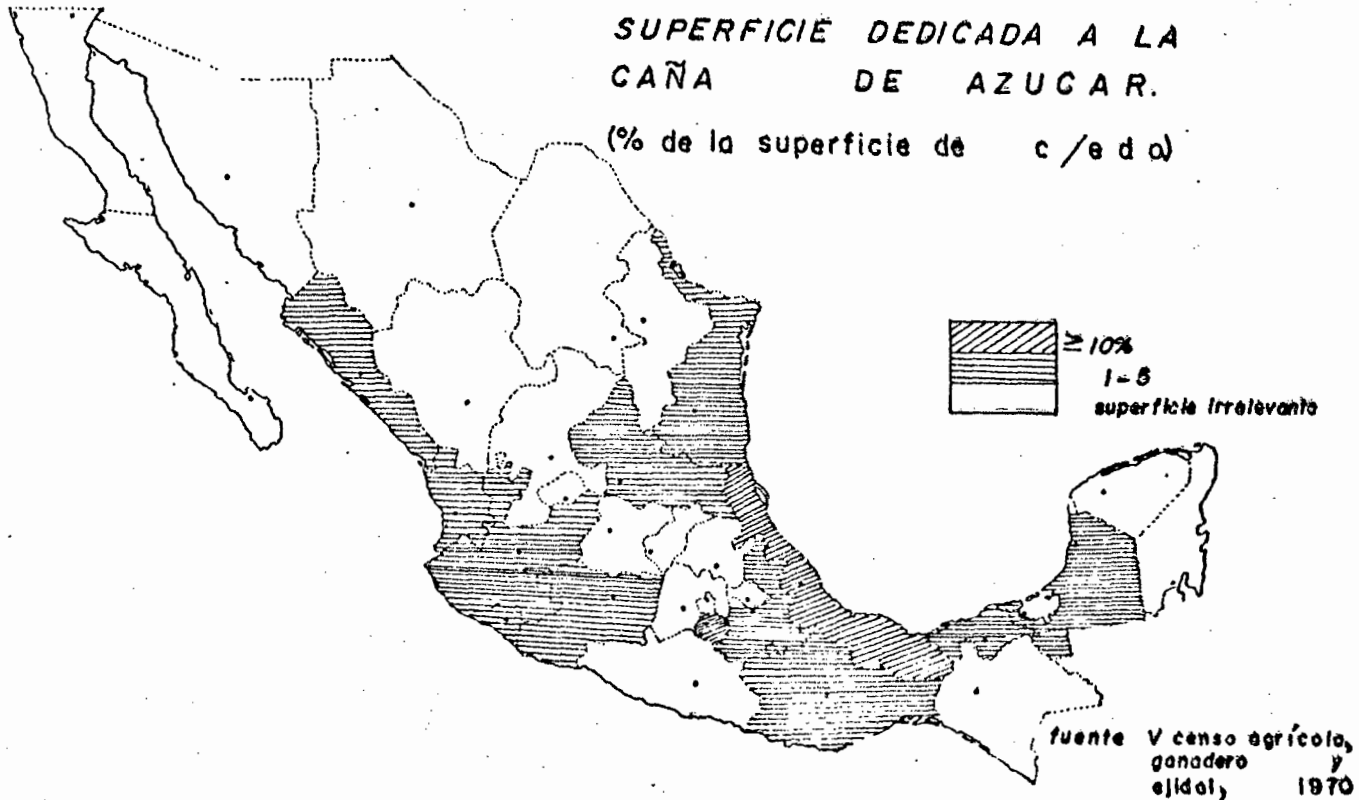 SUPERFICIE DEDICADA A LA
CAÑA DE AZUCAR.
(% de la superficie de c/edo)
≥ 10%
1-5
superficie irrelevante
fuente V censo agrícola,
ganadero y
ejidal, 1970